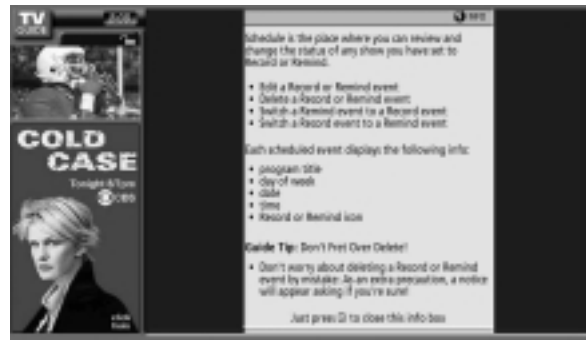 TV
GUIDE
INFO
Schedule is the place where you can review and
change the status of any show you have set to
Record or Remind.
• Edit a Record or Remind event
• Delete a Record or Remind event
• Switch a Remind event to a Record event
• Switch a Record event to a Remind event
Each scheduled event displays the following info:
• program title
• day of week
• date
• time
• Record or Remind icon
Guide Tip: Don't Fret Over Delete!
• Don't worry about deleting a Record or Remind
event by mistake. As an extra precaution, a notice
will appear asking if you're sure!
Just press to close this info box
COLD
CASE
Tonight 8/7pm
CBS